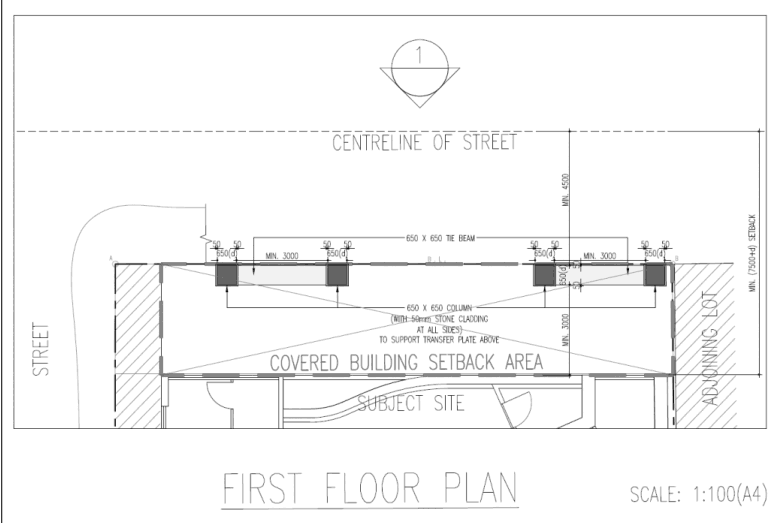 1
CENTRELINE OF STREET
MIN. 4500
MIN. (7500+d) SETBACK
650 X 650 TIE BEAM
50 50 50 50 50 50 50 50
650(d) 650(d) 650(d) 650(d)
MIN. 3000 MIN. 3000
A B
50
650(d)
50
650 X 650 COLUMN
(WITH 50mm STONE CLADDING
AT ALL SIDES)
TO SUPPORT TRANSFER PLATE ABOVE
MIN. 3000
STREET
ADJOINING LOT
COVERED BUILDING SETBACK AREA
SUBJECT SITE
FIRST FLOOR PLAN
SCALE: 1:100(A4)